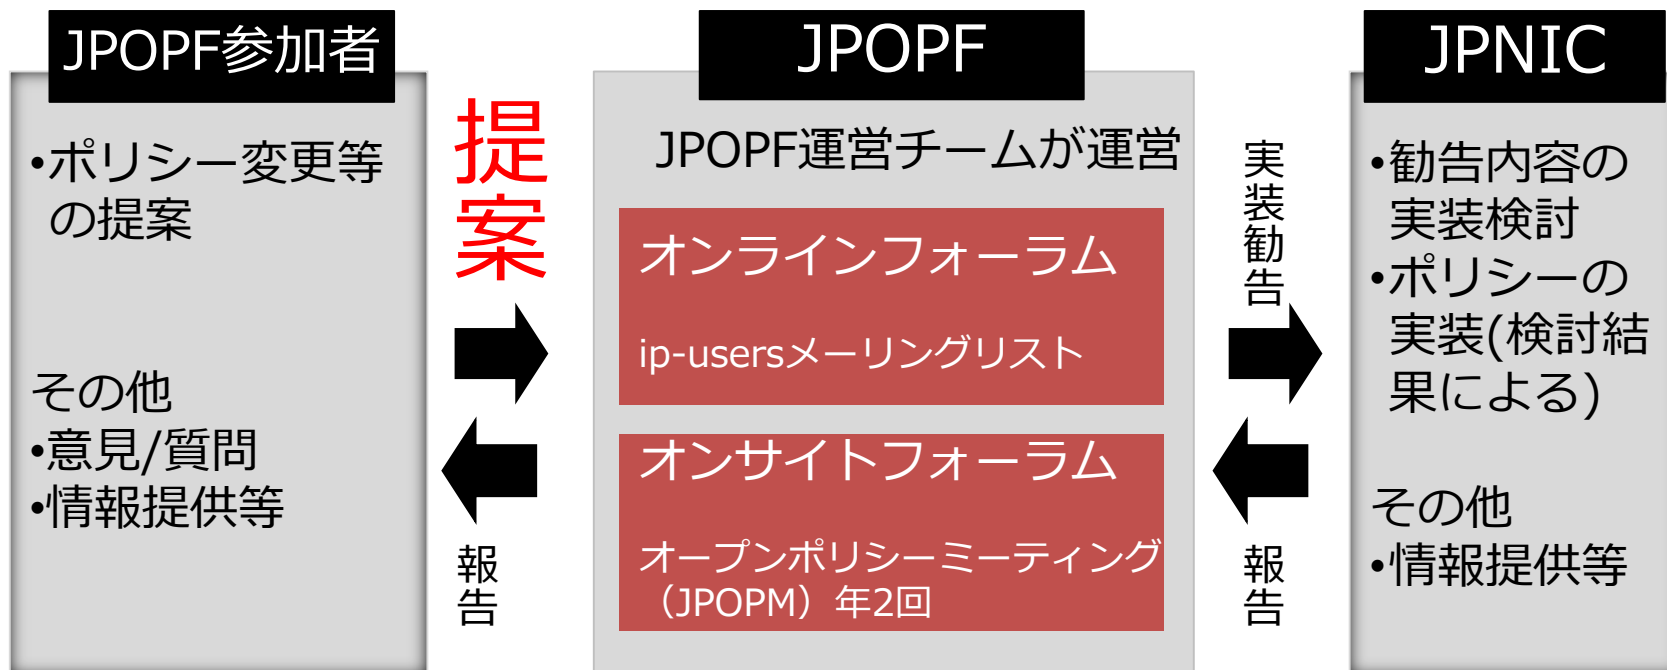 JPOPF参加者
•ポリシー変更等
の提案
その他
•意見/質問
•情報提供等
提案
報告
JPOPF
JPOPF運営チームが運営
オンラインフォーラム
ip-usersメーリングリスト
オンサイトフォーラム
オープンポリシーミーティング
（JPOPM）年2回
実装勧告
報告
JPNIC
•勧告内容の
実装検討
•ポリシーの
実装(検討結
果による)
その他
•情報提供等